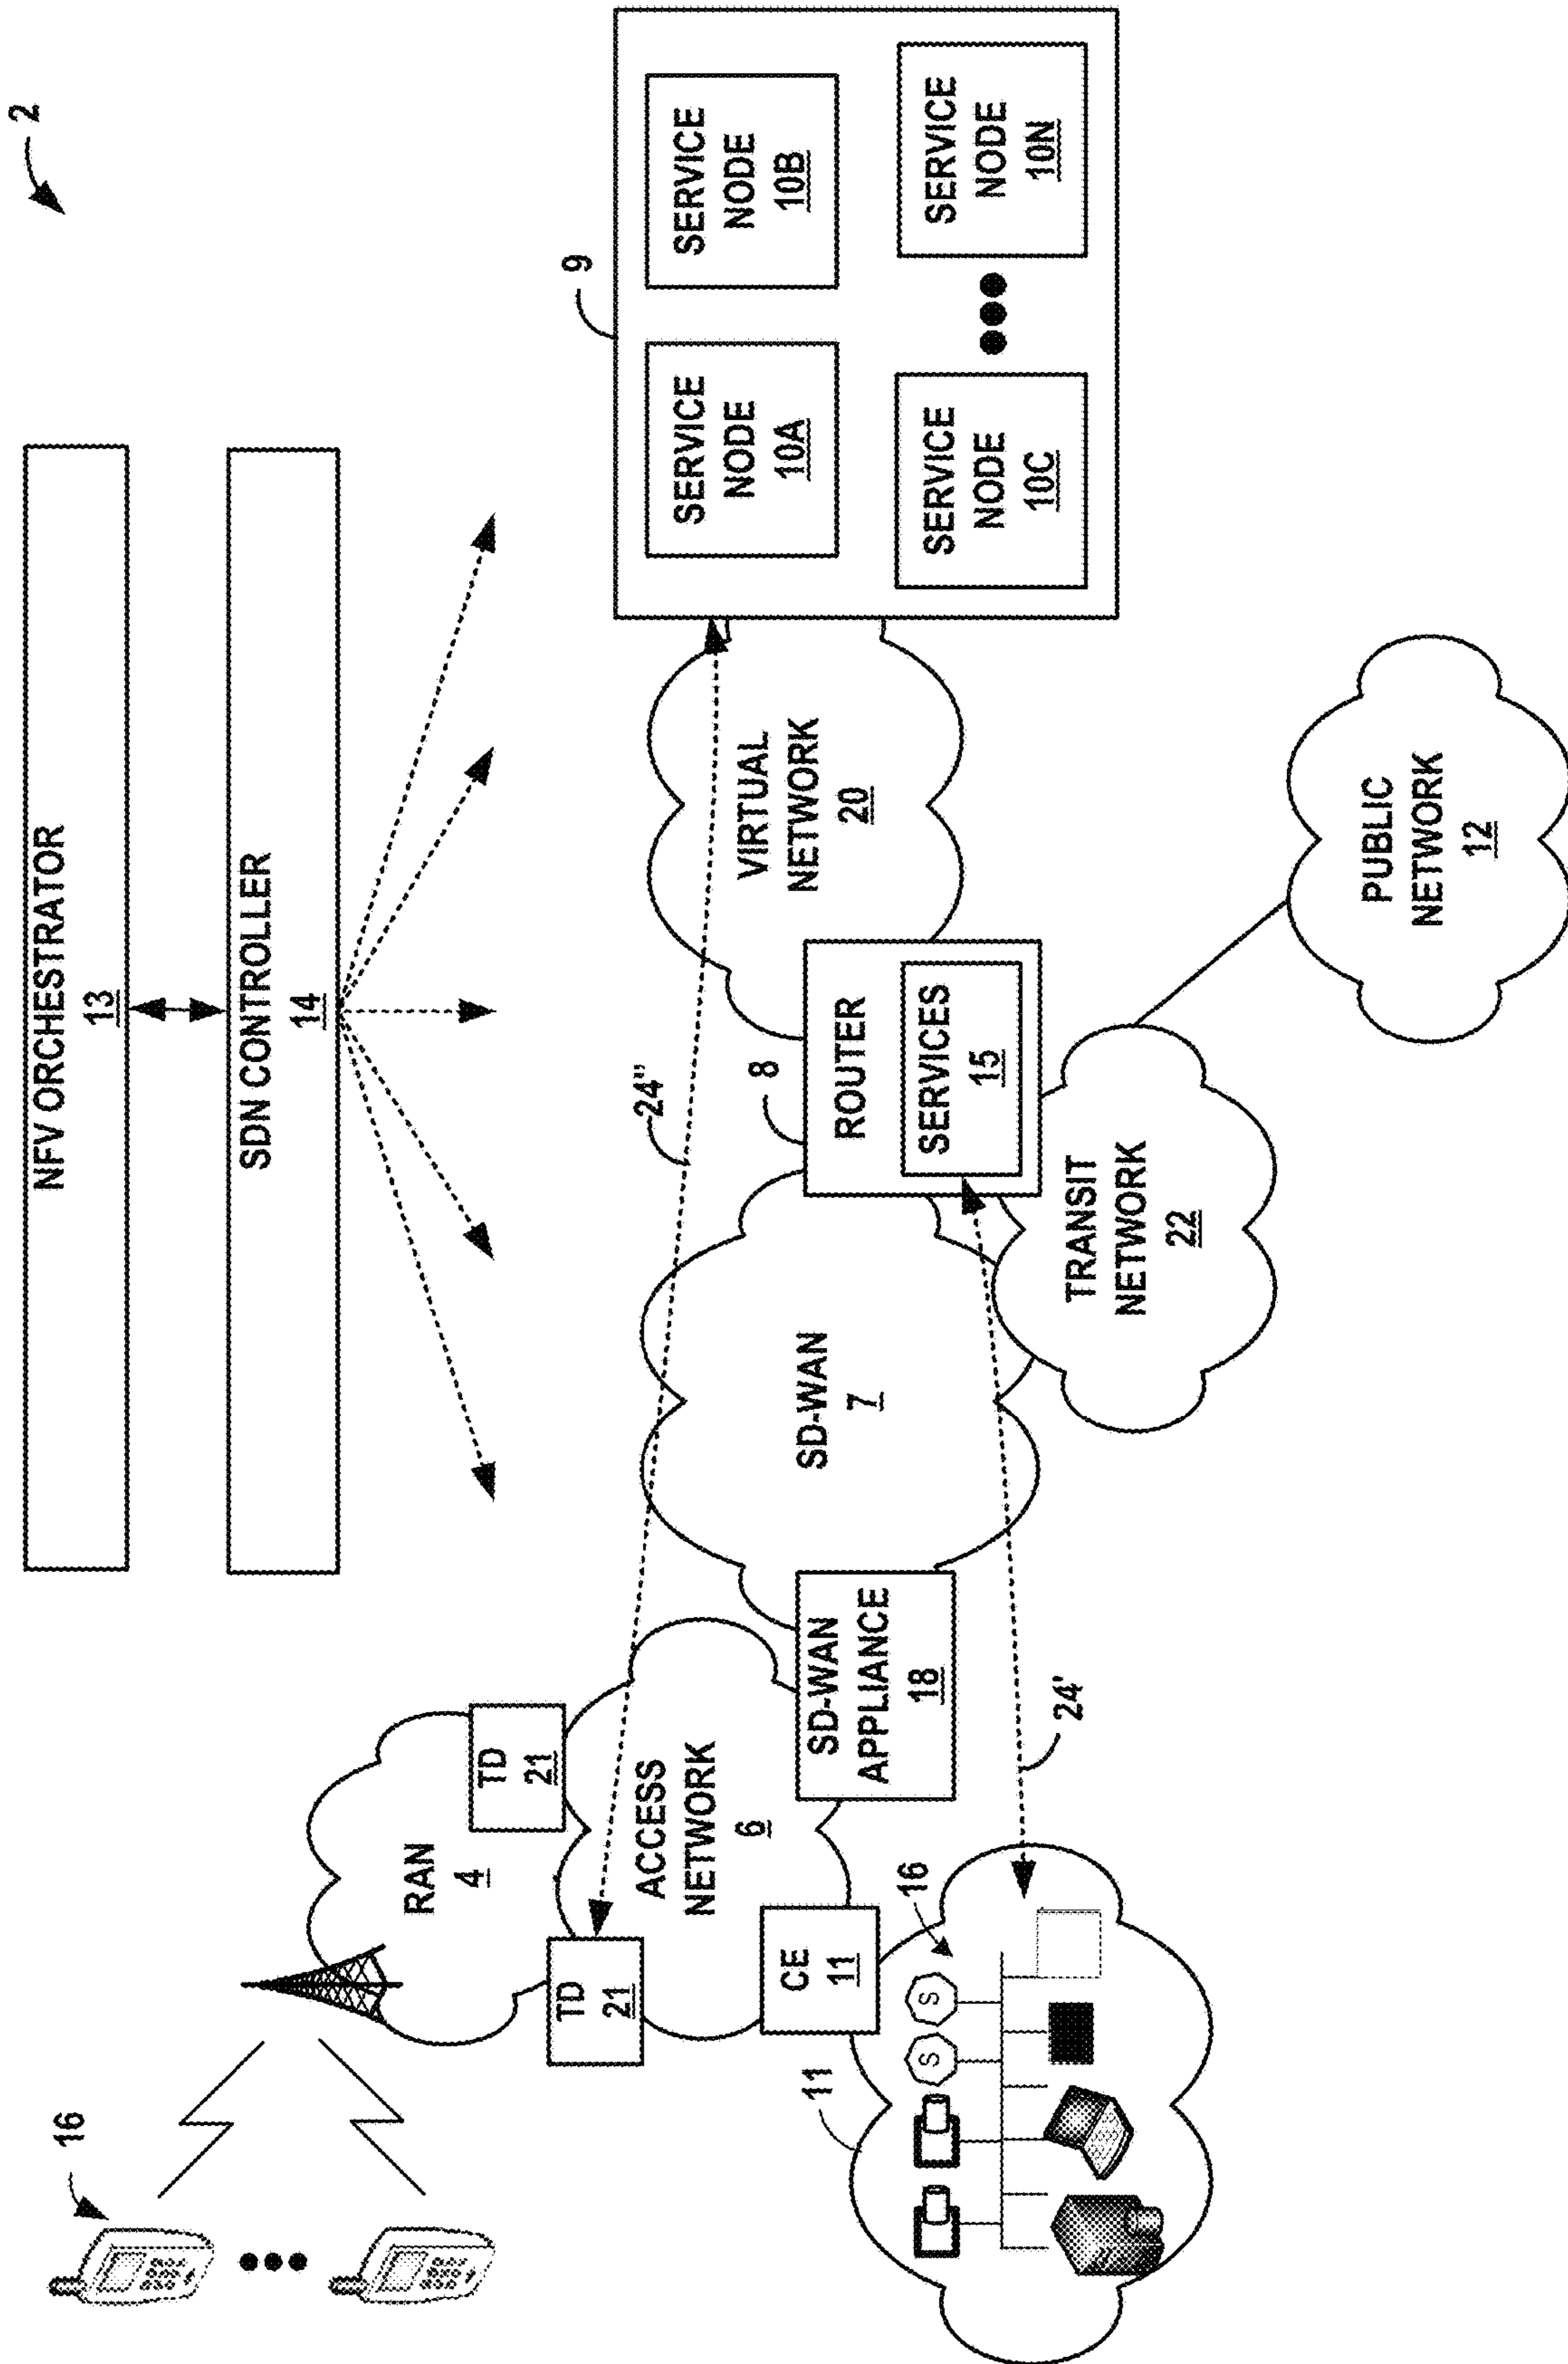 2
NFV ORCHESTRATOR
13
SDN CONTROLLER
14
16
RAN
4
TD
21
TD
21
ACCESS
NETWORK
6
CE
11
SD-WAN
APPLIANCE
18
SD-WAN
7
24"
8
ROUTER
SERVICES
15
VIRTUAL
NETWORK
20
9
SERVICE
NODE
10A
SERVICE
NODE
10B
SERVICE
NODE
10C
SERVICE
NODE
10N
TRANSIT
NETWORK
22
PUBLIC
NETWORK
12
24'
11
16
S
S